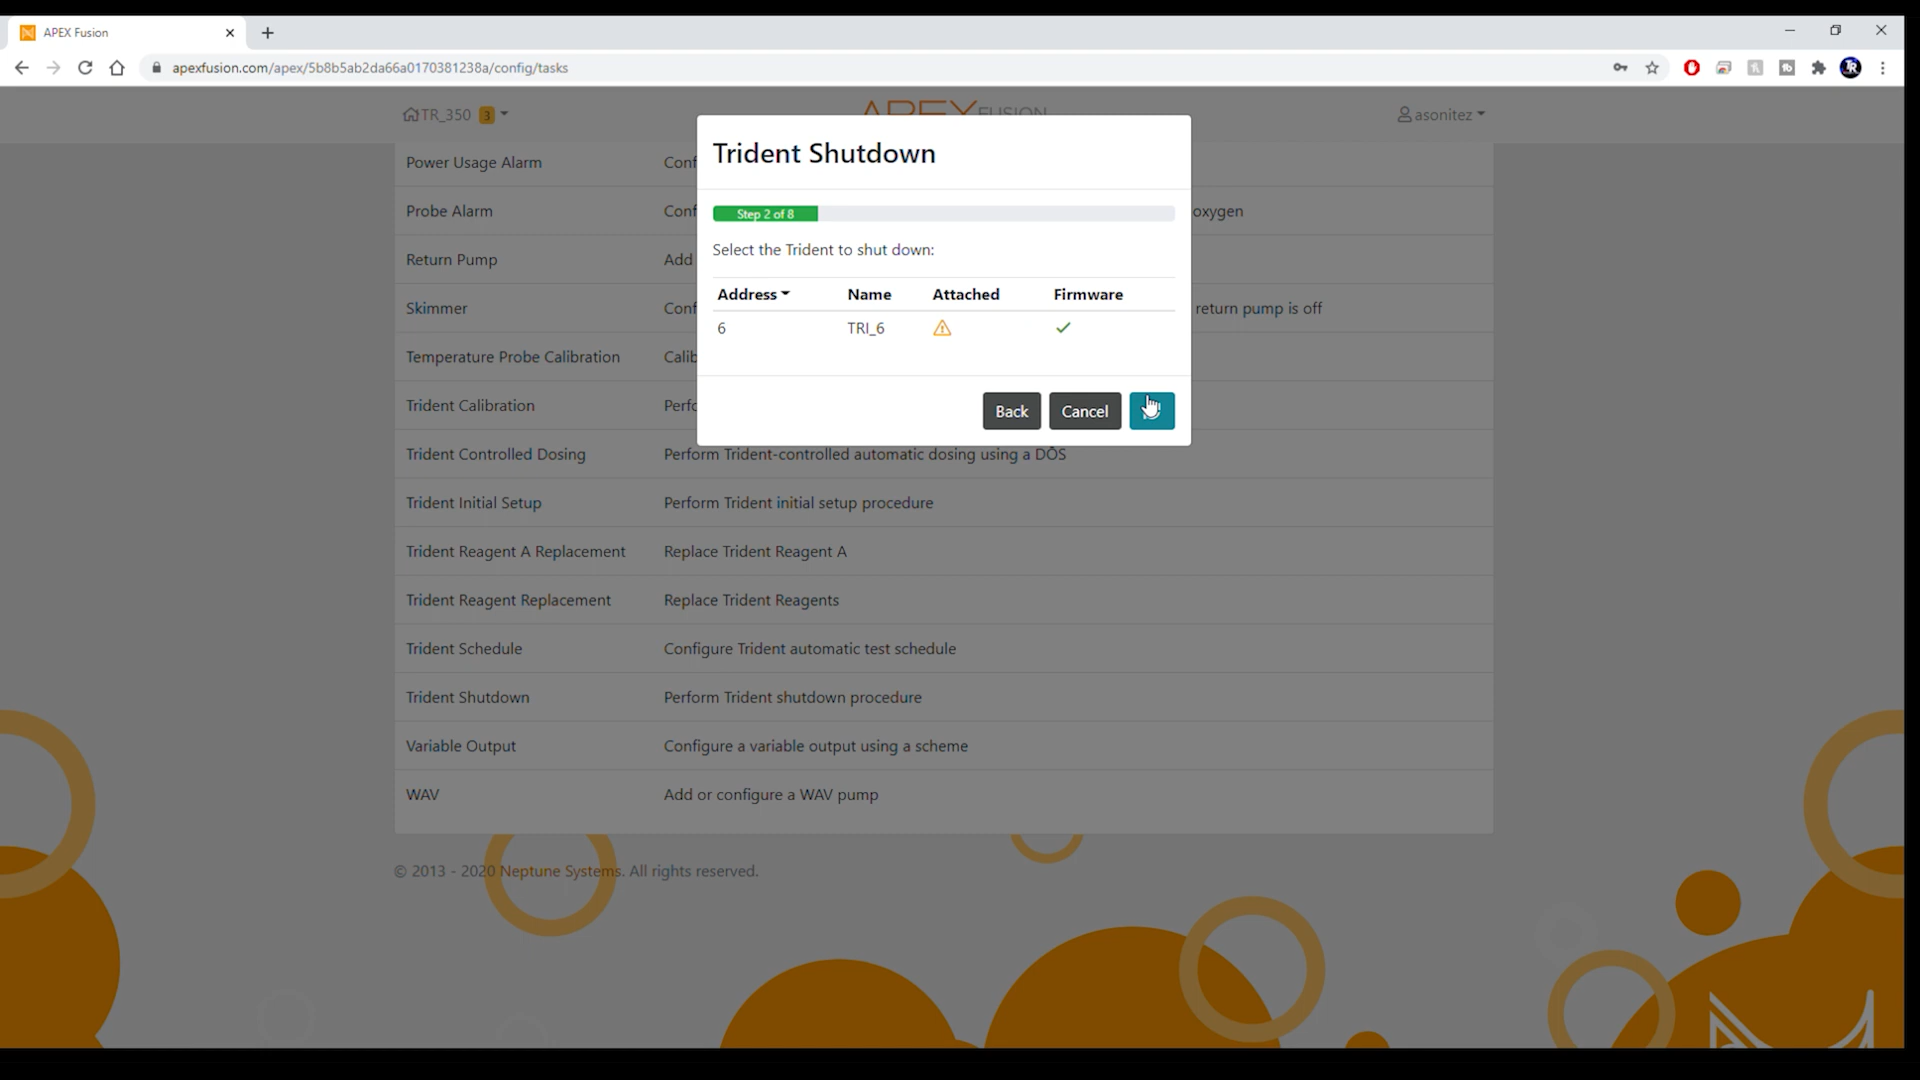 APEX Fusion
apexfusion.com/apex/5b8b5ab2da66a0170381238a/config/tasks
TR_350 3
APEX FUSION
asonitez
Trident Shutdown
Step 2 of 8
Select the Trident to shut down:
Address Name Attached Firmware
6 TRI_6
Back Cancel
Power Usage Alarm Conf
Probe Alarm Conf oxygen
Return Pump Add
Skimmer Conf return pump is off
Temperature Probe Calibration Calib
Trident Calibration Perfo
Trident Controlled Dosing Perform Trident-controlled automatic dosing using a DŌS
Trident Initial Setup Perform Trident initial setup procedure
Trident Reagent A Replacement Replace Trident Reagent A
Trident Reagent Replacement Replace Trident Reagents
Trident Schedule Configure Trident automatic test schedule
Trident Shutdown Perform Trident shutdown procedure
Variable Output Configure a variable output using a scheme
WAV Add or configure a WAV pump
© 2013 - 2020 Neptune Systems. All rights reserved.